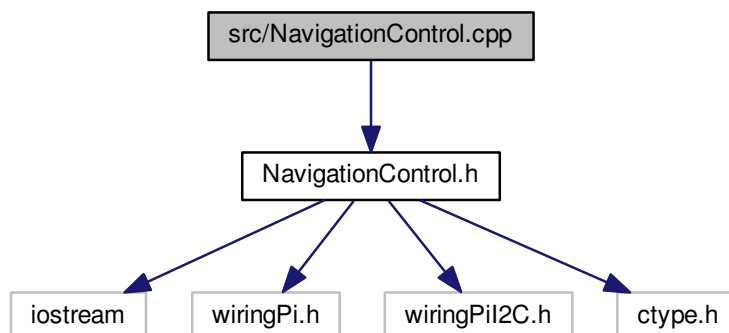 src/NavigationControl.cpp
NavigationControl.h
iostream
wiringPi.h
wiringPiI2C.h
ctype.h